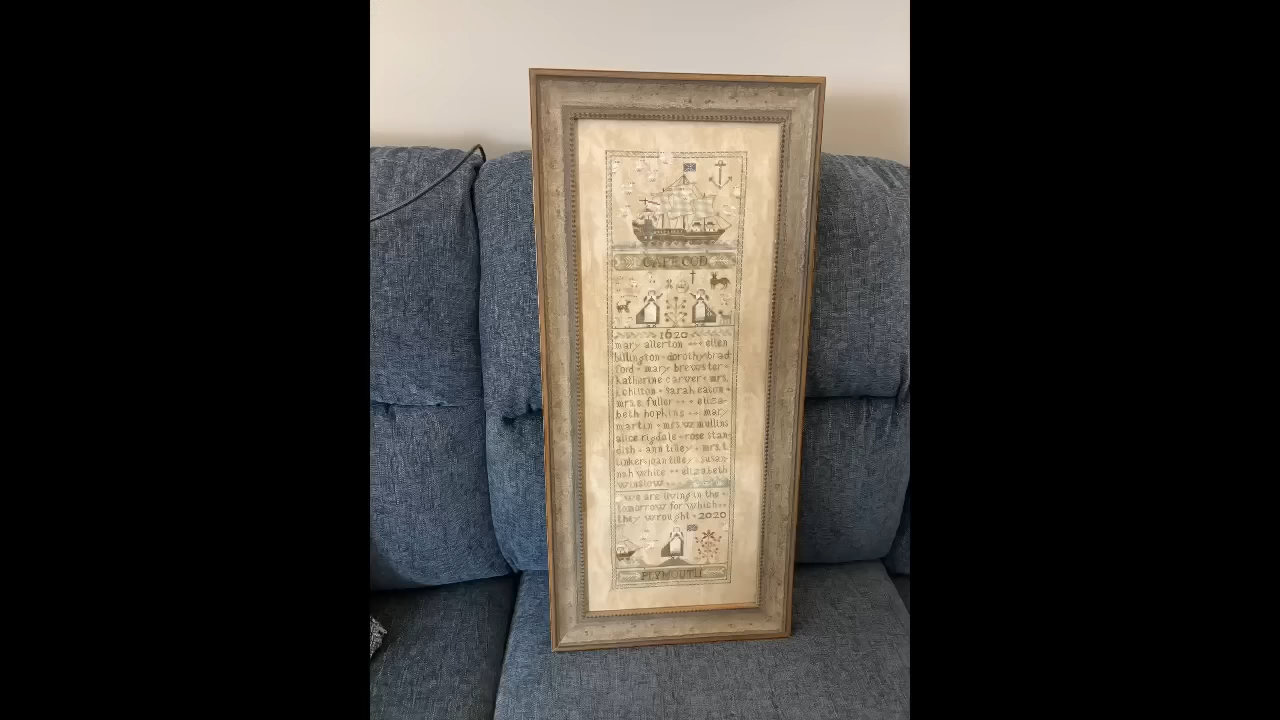 CAPE COD
1620
mary allerton *** ellen
billington * dorothy brad
ford * mary brewster *
katherine carver * mrs
j chilton * sarah eaton *
mrs e fuller *** eliza-
beth hopkins ** mary
martin * mrs w mullins
alice rigdale * rose stan-
dish * ann tilley * mrs t
tinker * joan tilley * susan-
nah white ** elizabeth
winslow
we are living in the *
tomorrow for which **
they wrought * 2020
PLYMOUTH